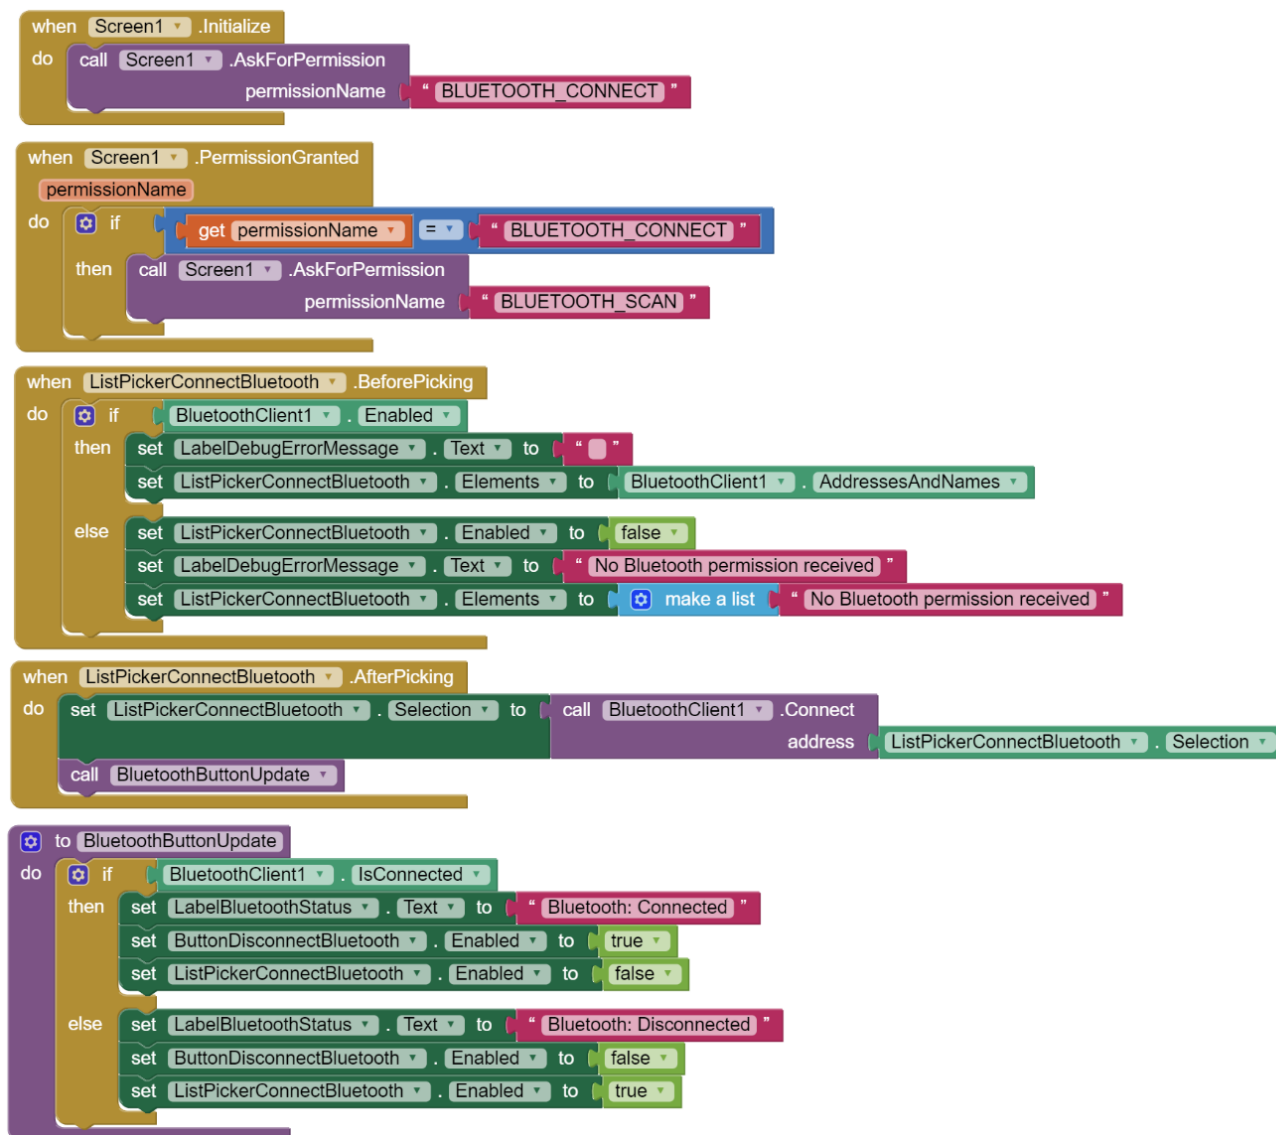 when Screen1 .Initialize
do call Screen1 .AskForPermission
permissionName " BLUETOOTH_CONNECT "
when Screen1 .PermissionGranted
permissionName
do if get permissionName = " BLUETOOTH_CONNECT "
then call Screen1 .AskForPermission
permissionName " BLUETOOTH_SCAN "
when ListPickerConnectBluetooth .BeforePicking
do if BluetoothClient1 . Enabled
then set LabelDebugErrorMessage . Text to " "
set ListPickerConnectBluetooth . Elements to BluetoothClient1 . AddressesAndNames
else set ListPickerConnectBluetooth . Enabled to false
set LabelDebugErrorMessage . Text to " No Bluetooth permission received "
set ListPickerConnectBluetooth . Elements to make a list " No Bluetooth permission received "
when ListPickerConnectBluetooth .AfterPicking
do set ListPickerConnectBluetooth . Selection to call BluetoothClient1 .Connect
address ListPickerConnectBluetooth . Selection
call BluetoothButtonUpdate
to BluetoothButtonUpdate
do if BluetoothClient1 . IsConnected
then set LabelBluetoothStatus . Text to " Bluetooth: Connected "
set ButtonDisconnectBluetooth . Enabled to true
set ListPickerConnectBluetooth . Enabled to false
else set LabelBluetoothStatus . Text to " Bluetooth: Disconnected "
set ButtonDisconnectBluetooth . Enabled to false
set ListPickerConnectBluetooth . Enabled to true